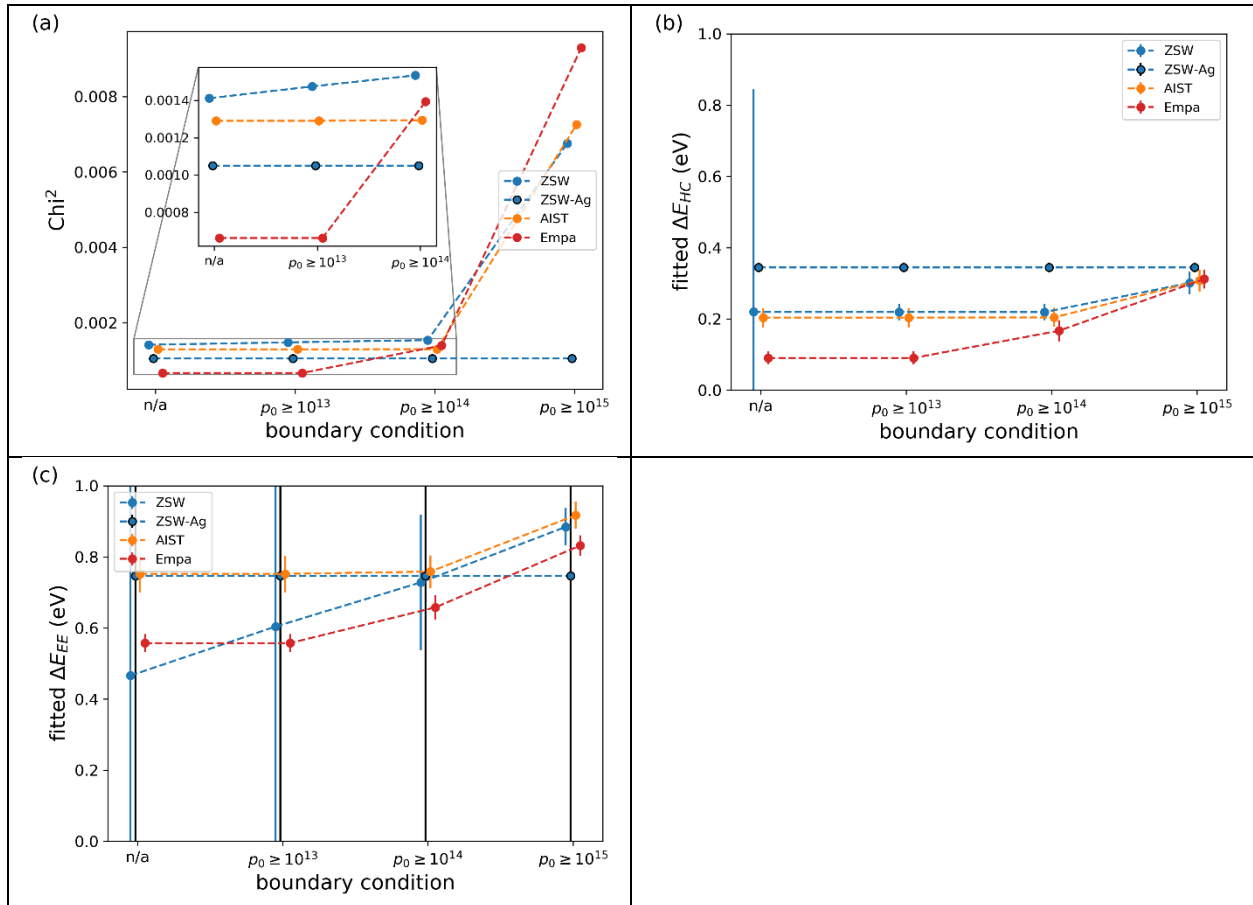 (a)
Chi²
0.008
0.006
0.004
0.002
0.0014
0.0012
0.0010
0.0008
n/a
p₀ ≥ 10¹³
p₀ ≥ 10¹⁴
ZSW
ZSW-Ag
AIST
Empa
n/a
p₀ ≥ 10¹³
p₀ ≥ 10¹⁴
p₀ ≥ 10¹⁵
boundary condition
(b)
fitted ΔE_HC (eV)
1.0
0.8
0.6
0.4
0.2
0.0
ZSW
ZSW-Ag
AIST
Empa
n/a
p₀ ≥ 10¹³
p₀ ≥ 10¹⁴
p₀ ≥ 10¹⁵
boundary condition
(c)
fitted ΔE_EE (eV)
1.0
0.8
0.6
0.4
0.2
0.0
ZSW
ZSW-Ag
AIST
Empa
n/a
p₀ ≥ 10¹³
p₀ ≥ 10¹⁴
p₀ ≥ 10¹⁵
boundary condition